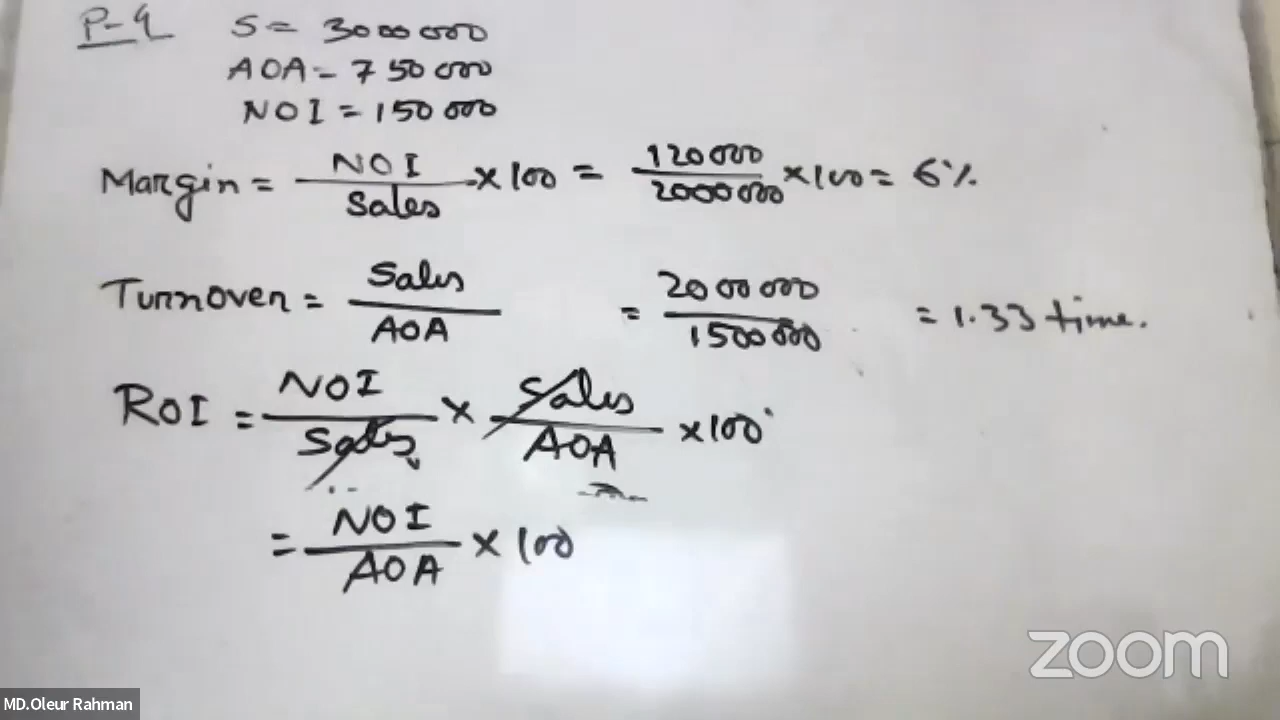 P-9 S = 3000000
AOA = 750000
NOI = 150000
Margin = NOI / Sales × 100 = 120000 / 2000000 × 100 = 6%
Turnover = Sales / AOA = 2000000 / 1500000 = 1.33 time.
ROI = NOI / Sales × Sales / AOA × 100
= NOI / AOA × 100
zoom
MD.Oleur Rahman